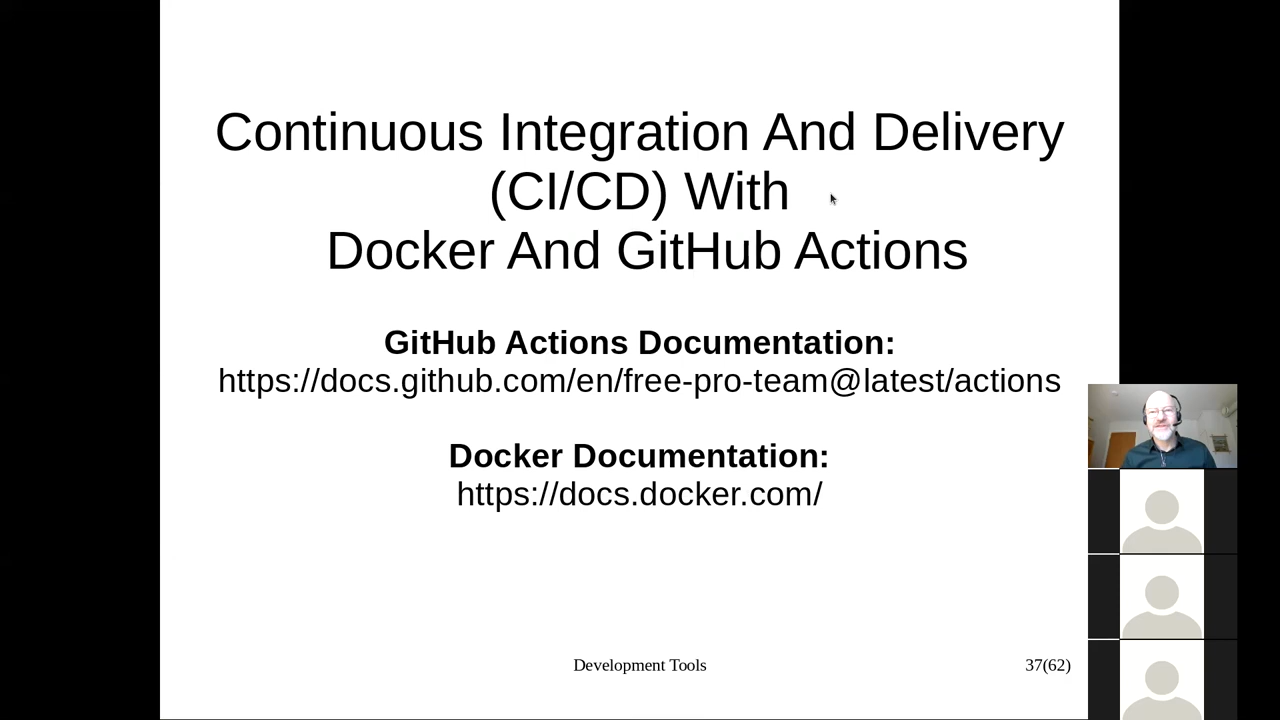 Continuous Integration And Delivery
(CI/CD) With
Docker And GitHub Actions
GitHub Actions Documentation:
https://docs.github.com/en/free-pro-team@latest/actions
Docker Documentation:
https://docs.docker.com/
Development Tools
37(62)